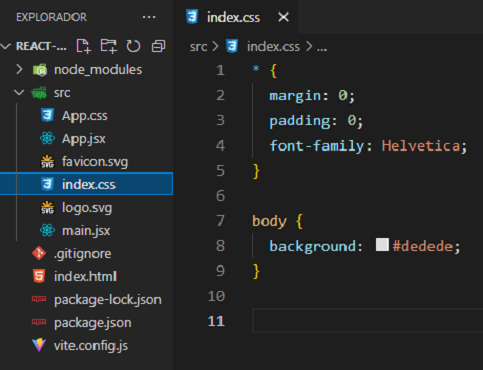 EXPLORADOR
REACT-...
node_modules
src
App.css
App.jsx
favicon.svg
index.css
logo.svg
main.jsx
.gitignore
index.html
package-lock.json
package.json
vite.config.js
index.css
src > index.css > ...
1 * {
2 margin: 0;
3 padding: 0;
4 font-family: Helvetica;
5 }
6
7 body {
8 background: #dedede;
9 }
10
11